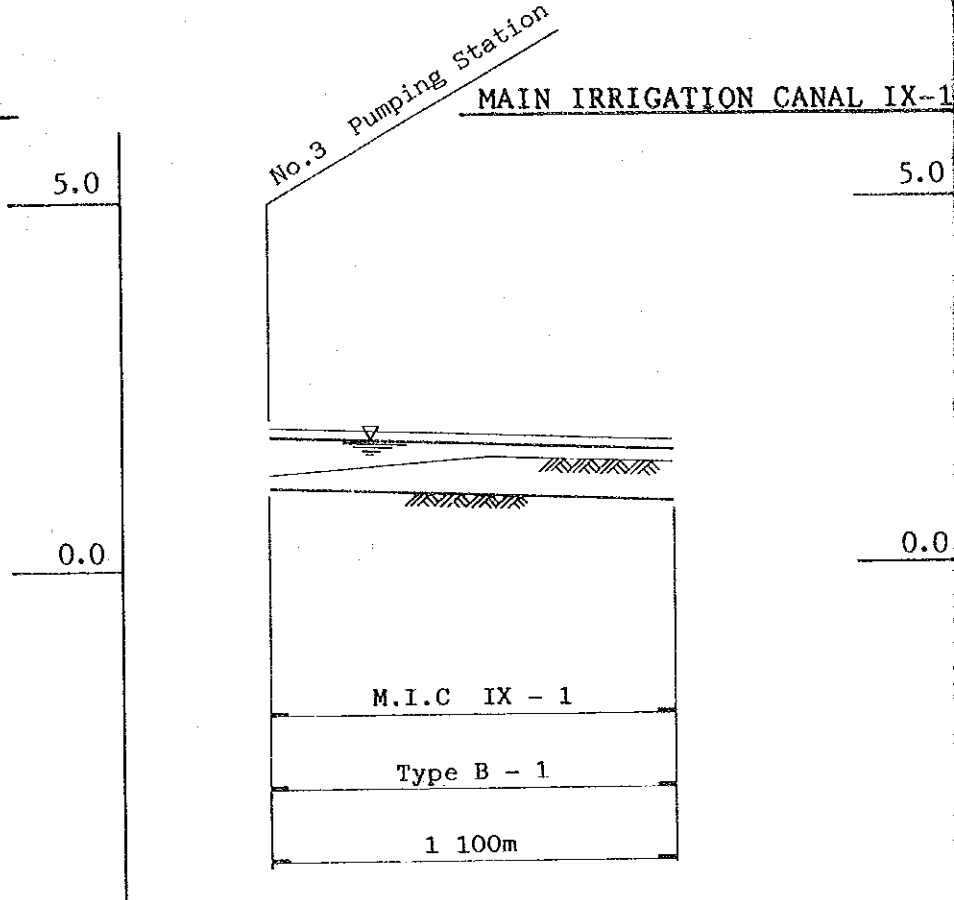 No.3 Pumping Station
MAIN IRRIGATION CANAL IX-1
5.0
5.0
0.0
0.0
M.I.C IX - 1
Type B - 1
1 100m